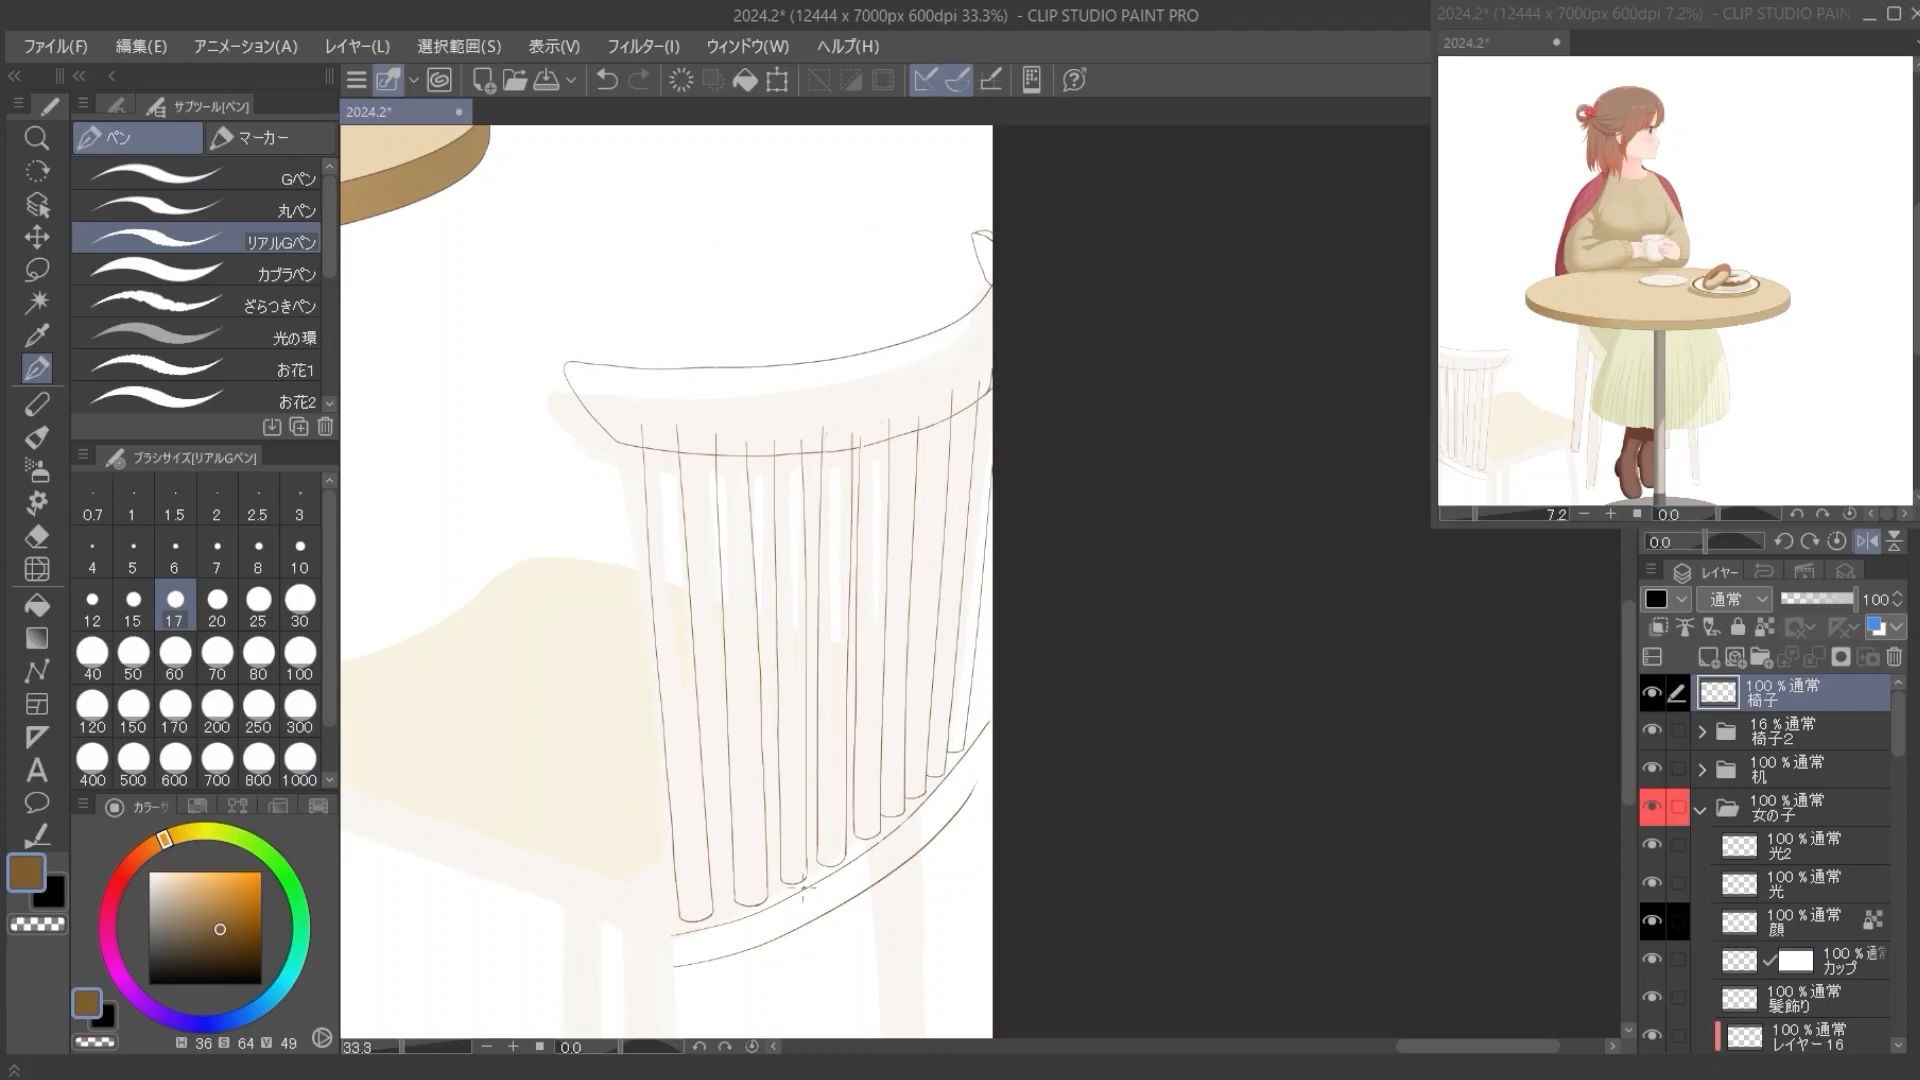 2024.2* (12444 x 7000px 600dpi 33.3%) - CLIP STUDIO PAINT PRO
2024.2* (12444 x 7000px 600dpi 7.2%) - CLIP STUDIO PAIN
ファイル(F) 編集(E) アニメーション(A) レイヤー(L) 選択範囲(S) 表示(V) フィルター(I) ウィンドウ(W) ヘルプ(H)
2024.2*
サブツール[ペン]
2024.2*
ペン マーカー
Gペン
丸ペン
リアルGペン
カブラペン
ざらつきペン
光の環
お花1
お花2
ブラシサイズ[リアルGペン]
0.7 1 1.5 2 2.5 3
4 5 6 7 8 10
12 15 17 20 25 30
40 50 60 70 80 100
120 150 170 200 250 300
400 500 600 700 800 1000
カラーサ
H 36 S 64 V 49
33.3 0.0
7.2 0.0
0.0
レイヤー
通常 100
100 % 通常
椅子
16 % 通常
椅子2
100 % 通常
机
100 % 通常
女の子
100 % 通常
光2
100 % 通常
光
100 % 通常
顔
100 % 通常
カップ
100 % 通常
髪飾り
100 % 通常
レイヤー 16